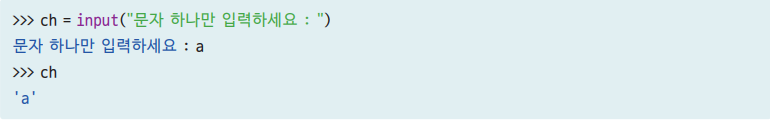 >>> ch = input("문자 하나만 입력하세요 : ")
문자 하나만 입력하세요 : a
>>> ch
'a'